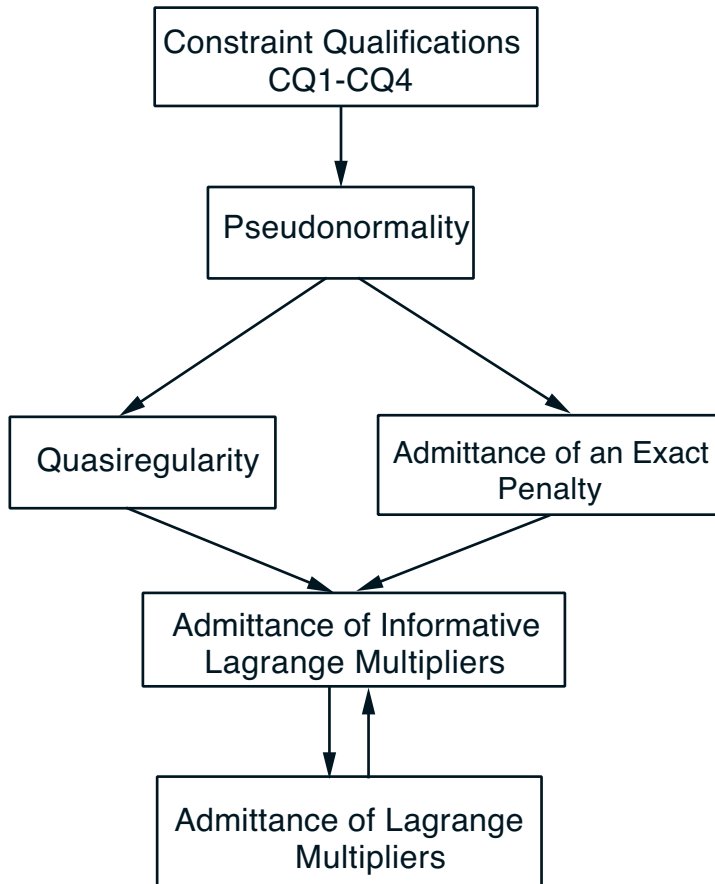 Constraint Qualifications
CQ1-CQ4
Pseudonormality
Quasiregularity
Admittance of an Exact
Penalty
Admittance of Informative
Lagrange Multipliers
Admittance of Lagrange
Multipliers